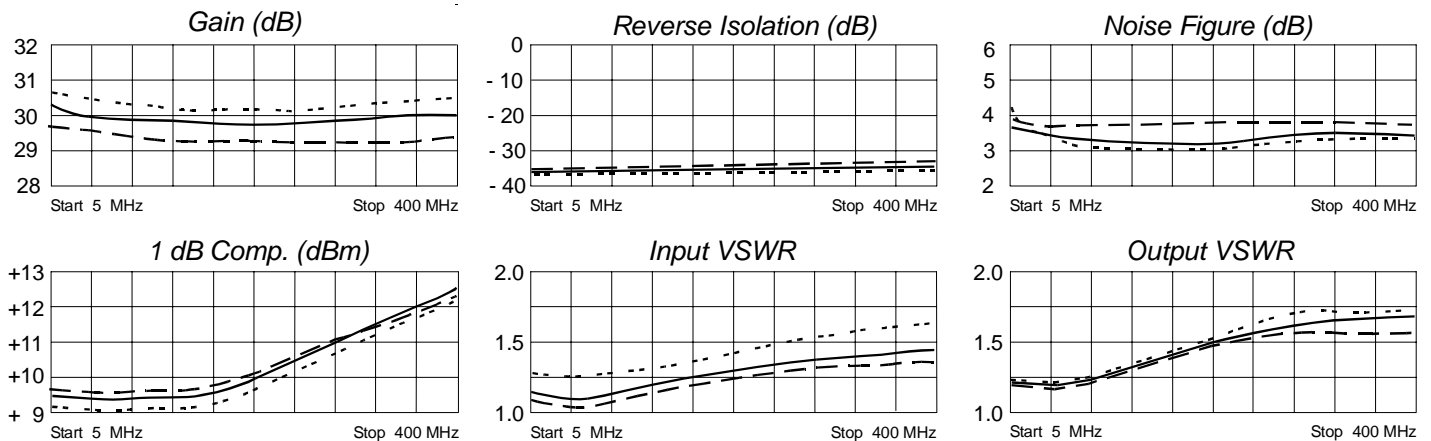 Gain (dB)
32
31
30
29
28
Start 5 MHz
Stop 400 MHz
Reverse Isolation (dB)
0
- 10
- 20
- 30
- 40
Start 5 MHz
Stop 400 MHz
Noise Figure (dB)
6
5
4
3
2
Start 5 MHz
Stop 400 MHz
1 dB Comp. (dBm)
+13
+12
+11
+10
+ 9
Start 5 MHz
Stop 400 MHz
Input VSWR
2.0
1.5
1.0
Start 5 MHz
Stop 400 MHz
Output VSWR
2.0
1.5
1.0
Start 5 MHz
Stop 400 MHz